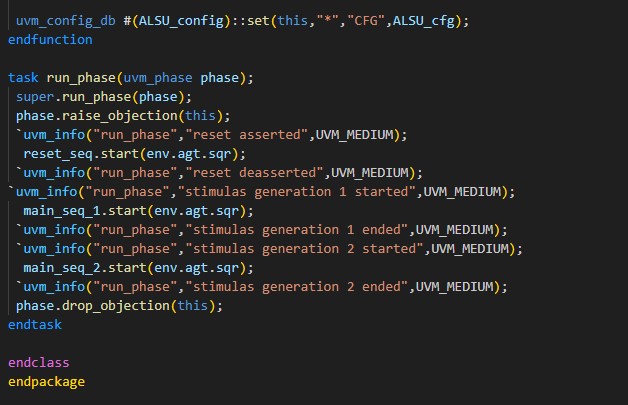 uvm_config_db #(ALSU_config)::set(this,"*","CFG",ALSU_cfg);
endfunction
task run_phase(uvm_phase phase);
super.run_phase(phase);
phase.raise_objection(this);
`uvm_info("run_phase","reset asserted",UVM_MEDIUM);
reset_seq.start(env.agt.sqr);
`uvm_info("run_phase","reset deasserted",UVM_MEDIUM);
`uvm_info("run_phase","stimulas generation 1 started",UVM_MEDIUM);
main_seq_1.start(env.agt.sqr);
`uvm_info("run_phase","stimulas generation 1 ended",UVM_MEDIUM);
`uvm_info("run_phase","stimulas generation 2 started",UVM_MEDIUM);
main_seq_2.start(env.agt.sqr);
`uvm_info("run_phase","stimulas generation 2 ended",UVM_MEDIUM);
phase.drop_objection(this);
endtask
endclass
endpackage